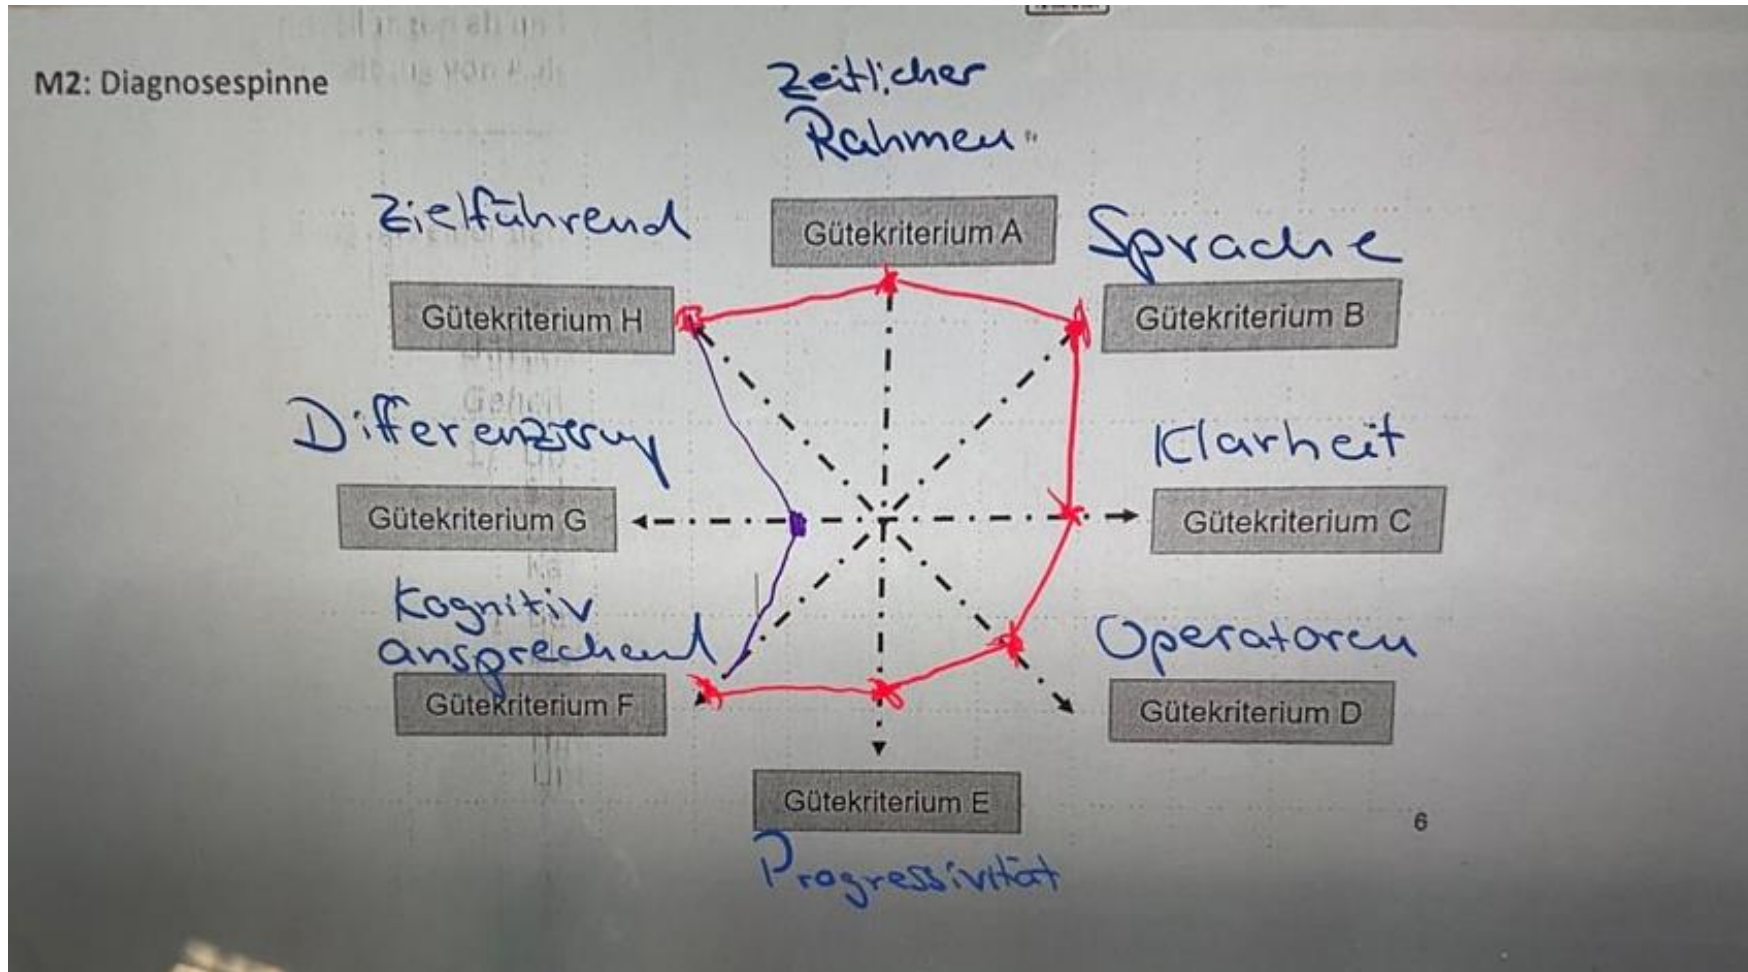 M2: Diagnosespinne
Zeitlicher
Rahmen
Zielführend
Gütekriterium A
Sprache
Gütekriterium H
Gütekriterium B
Differenzierung
Klarheit
Gütekriterium G
Gütekriterium C
Kognitiv
ansprechend
Operatoren
Gütekriterium F
Gütekriterium D
Gütekriterium E
6
Progressivität